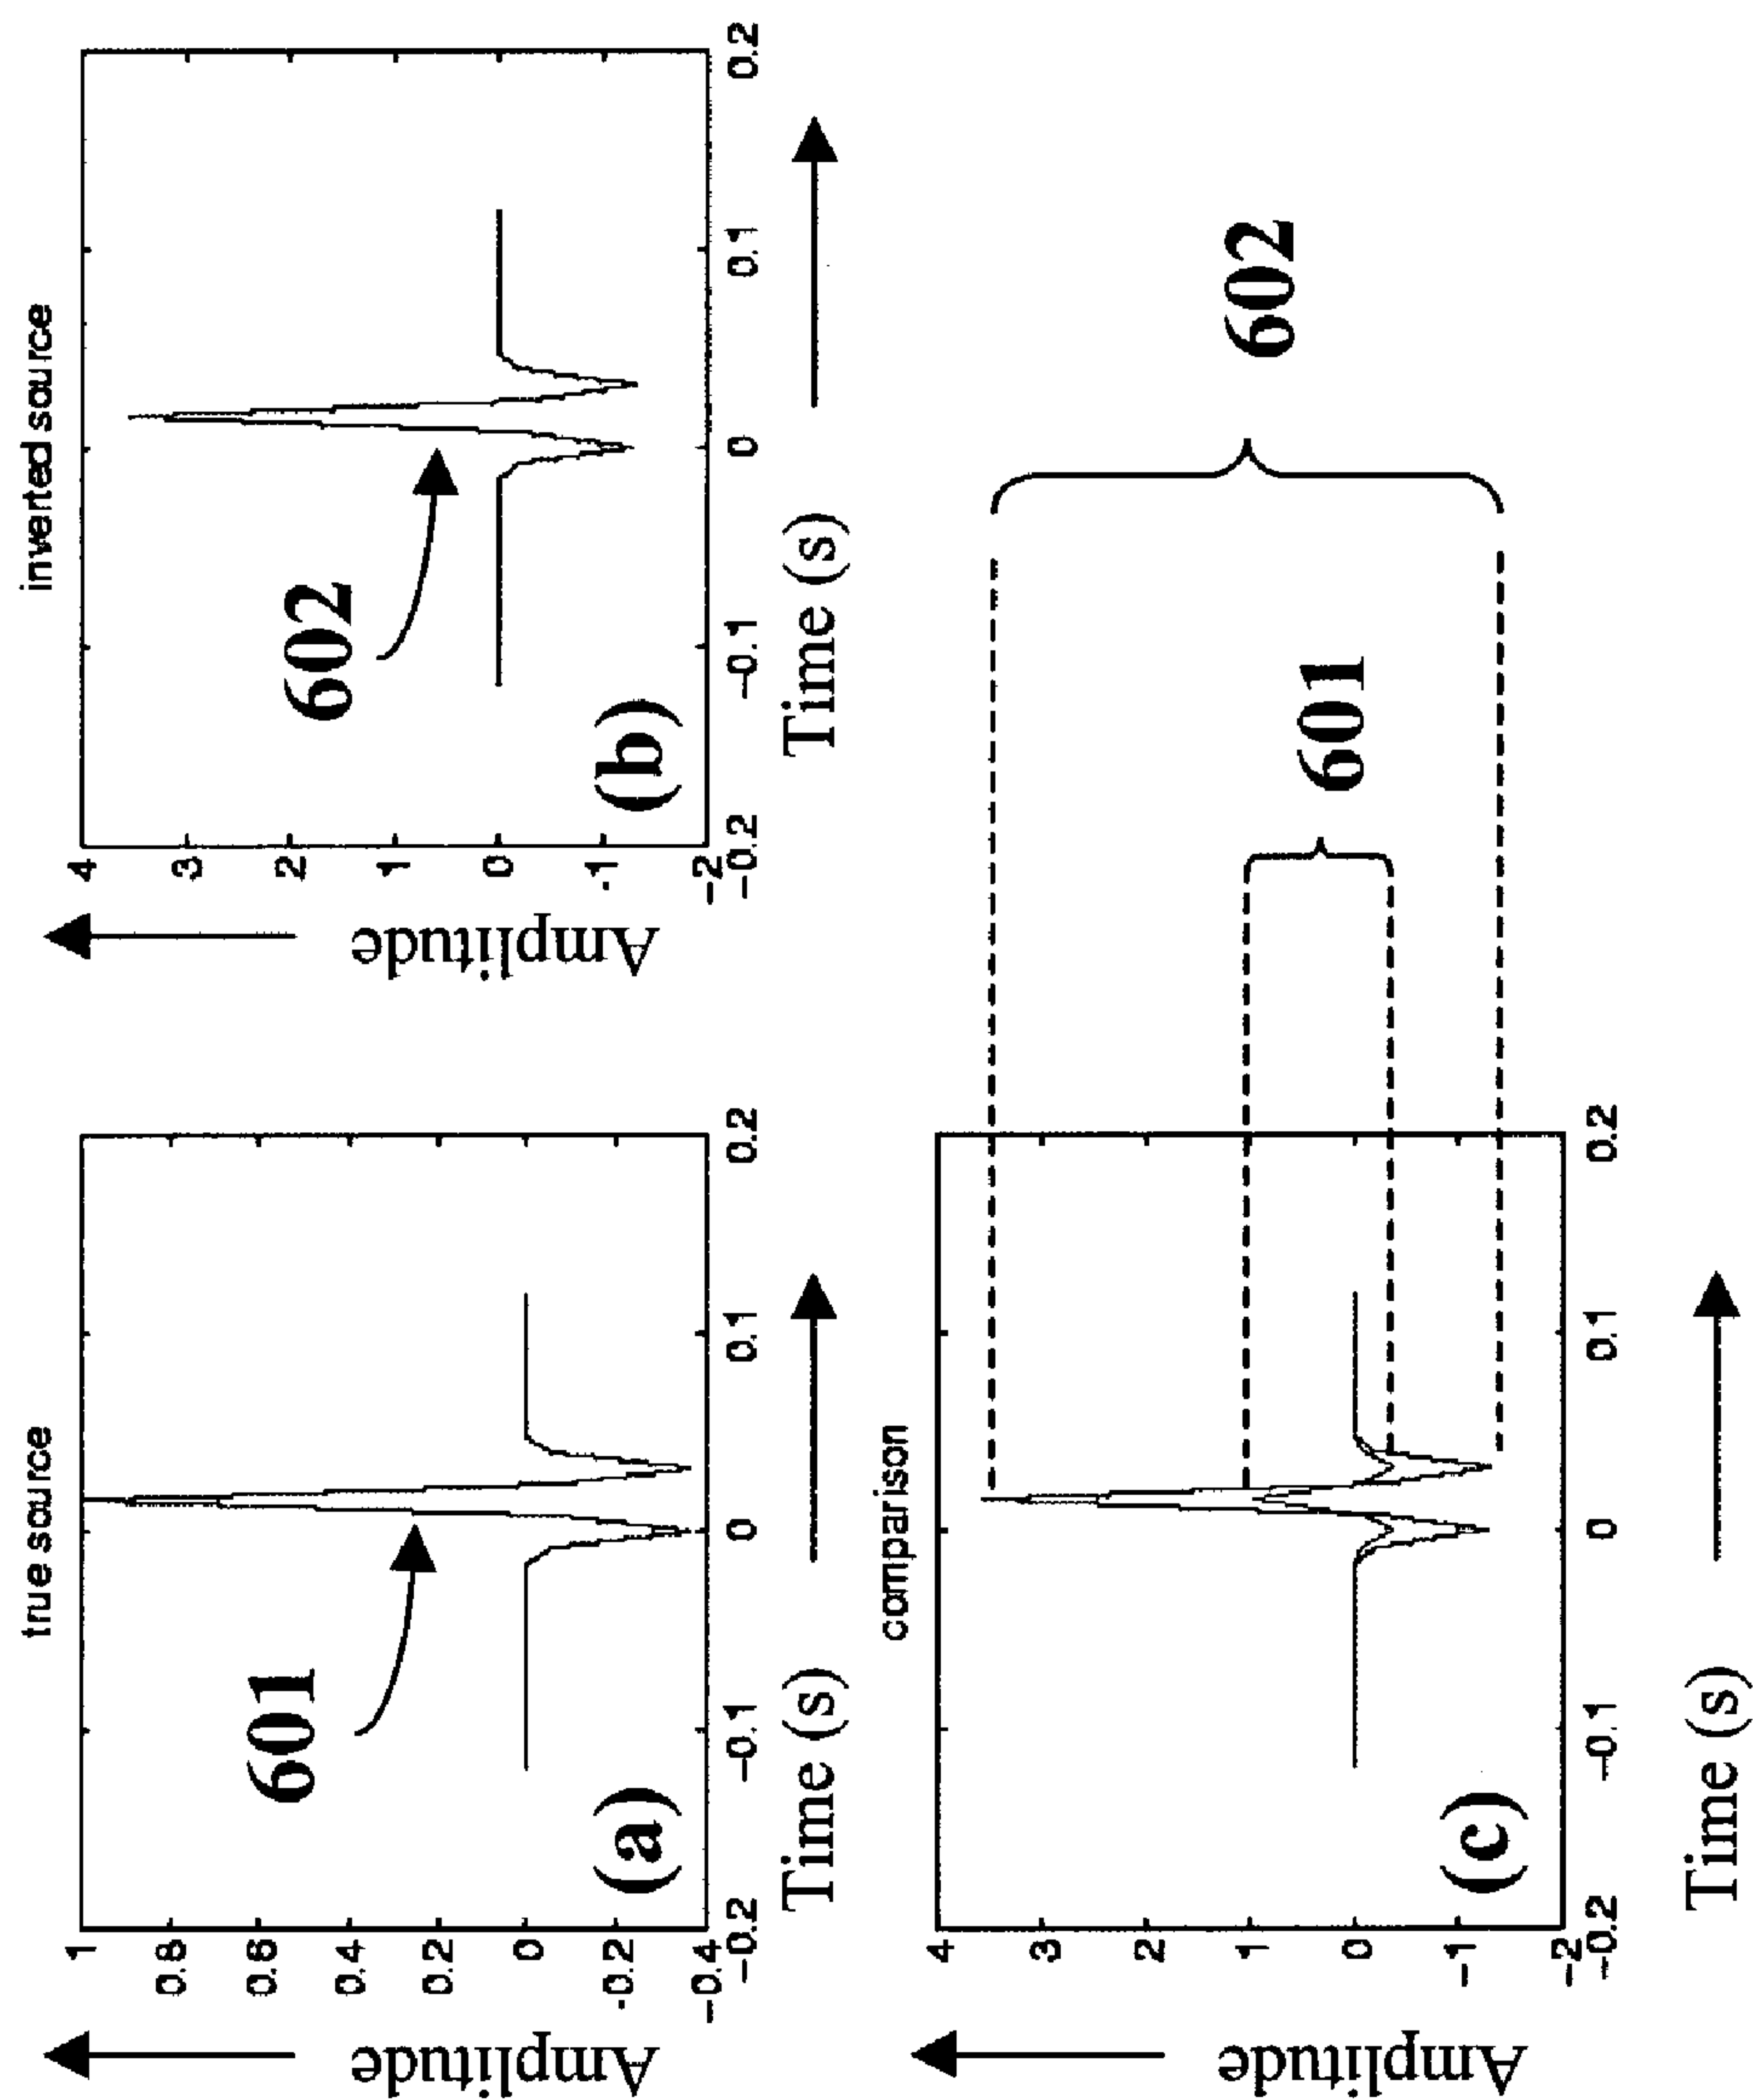 true source
Amplitude
1
0.8
0.6
0.4
0.2
0
-0.2
-0.4
601
(a)
-0.2 -0.1 0 0.1 0.2
Time (s)
inverted source
Amplitude
4
3
2
1
0
-1
-2
602
(b)
-0.2 -0.1 0 0.1 0.2
Time (s)
comparison
Amplitude
4
3
2
1
0
-1
-2
(c)
-0.2 -0.1 0 0.1 0.2
Time (s)
601
602